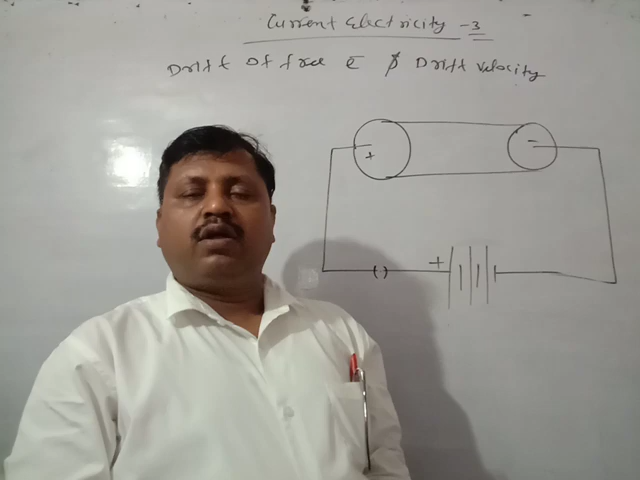 Current Electricity - 3
Drift of free e̅ & Drift velocity
+ -
+